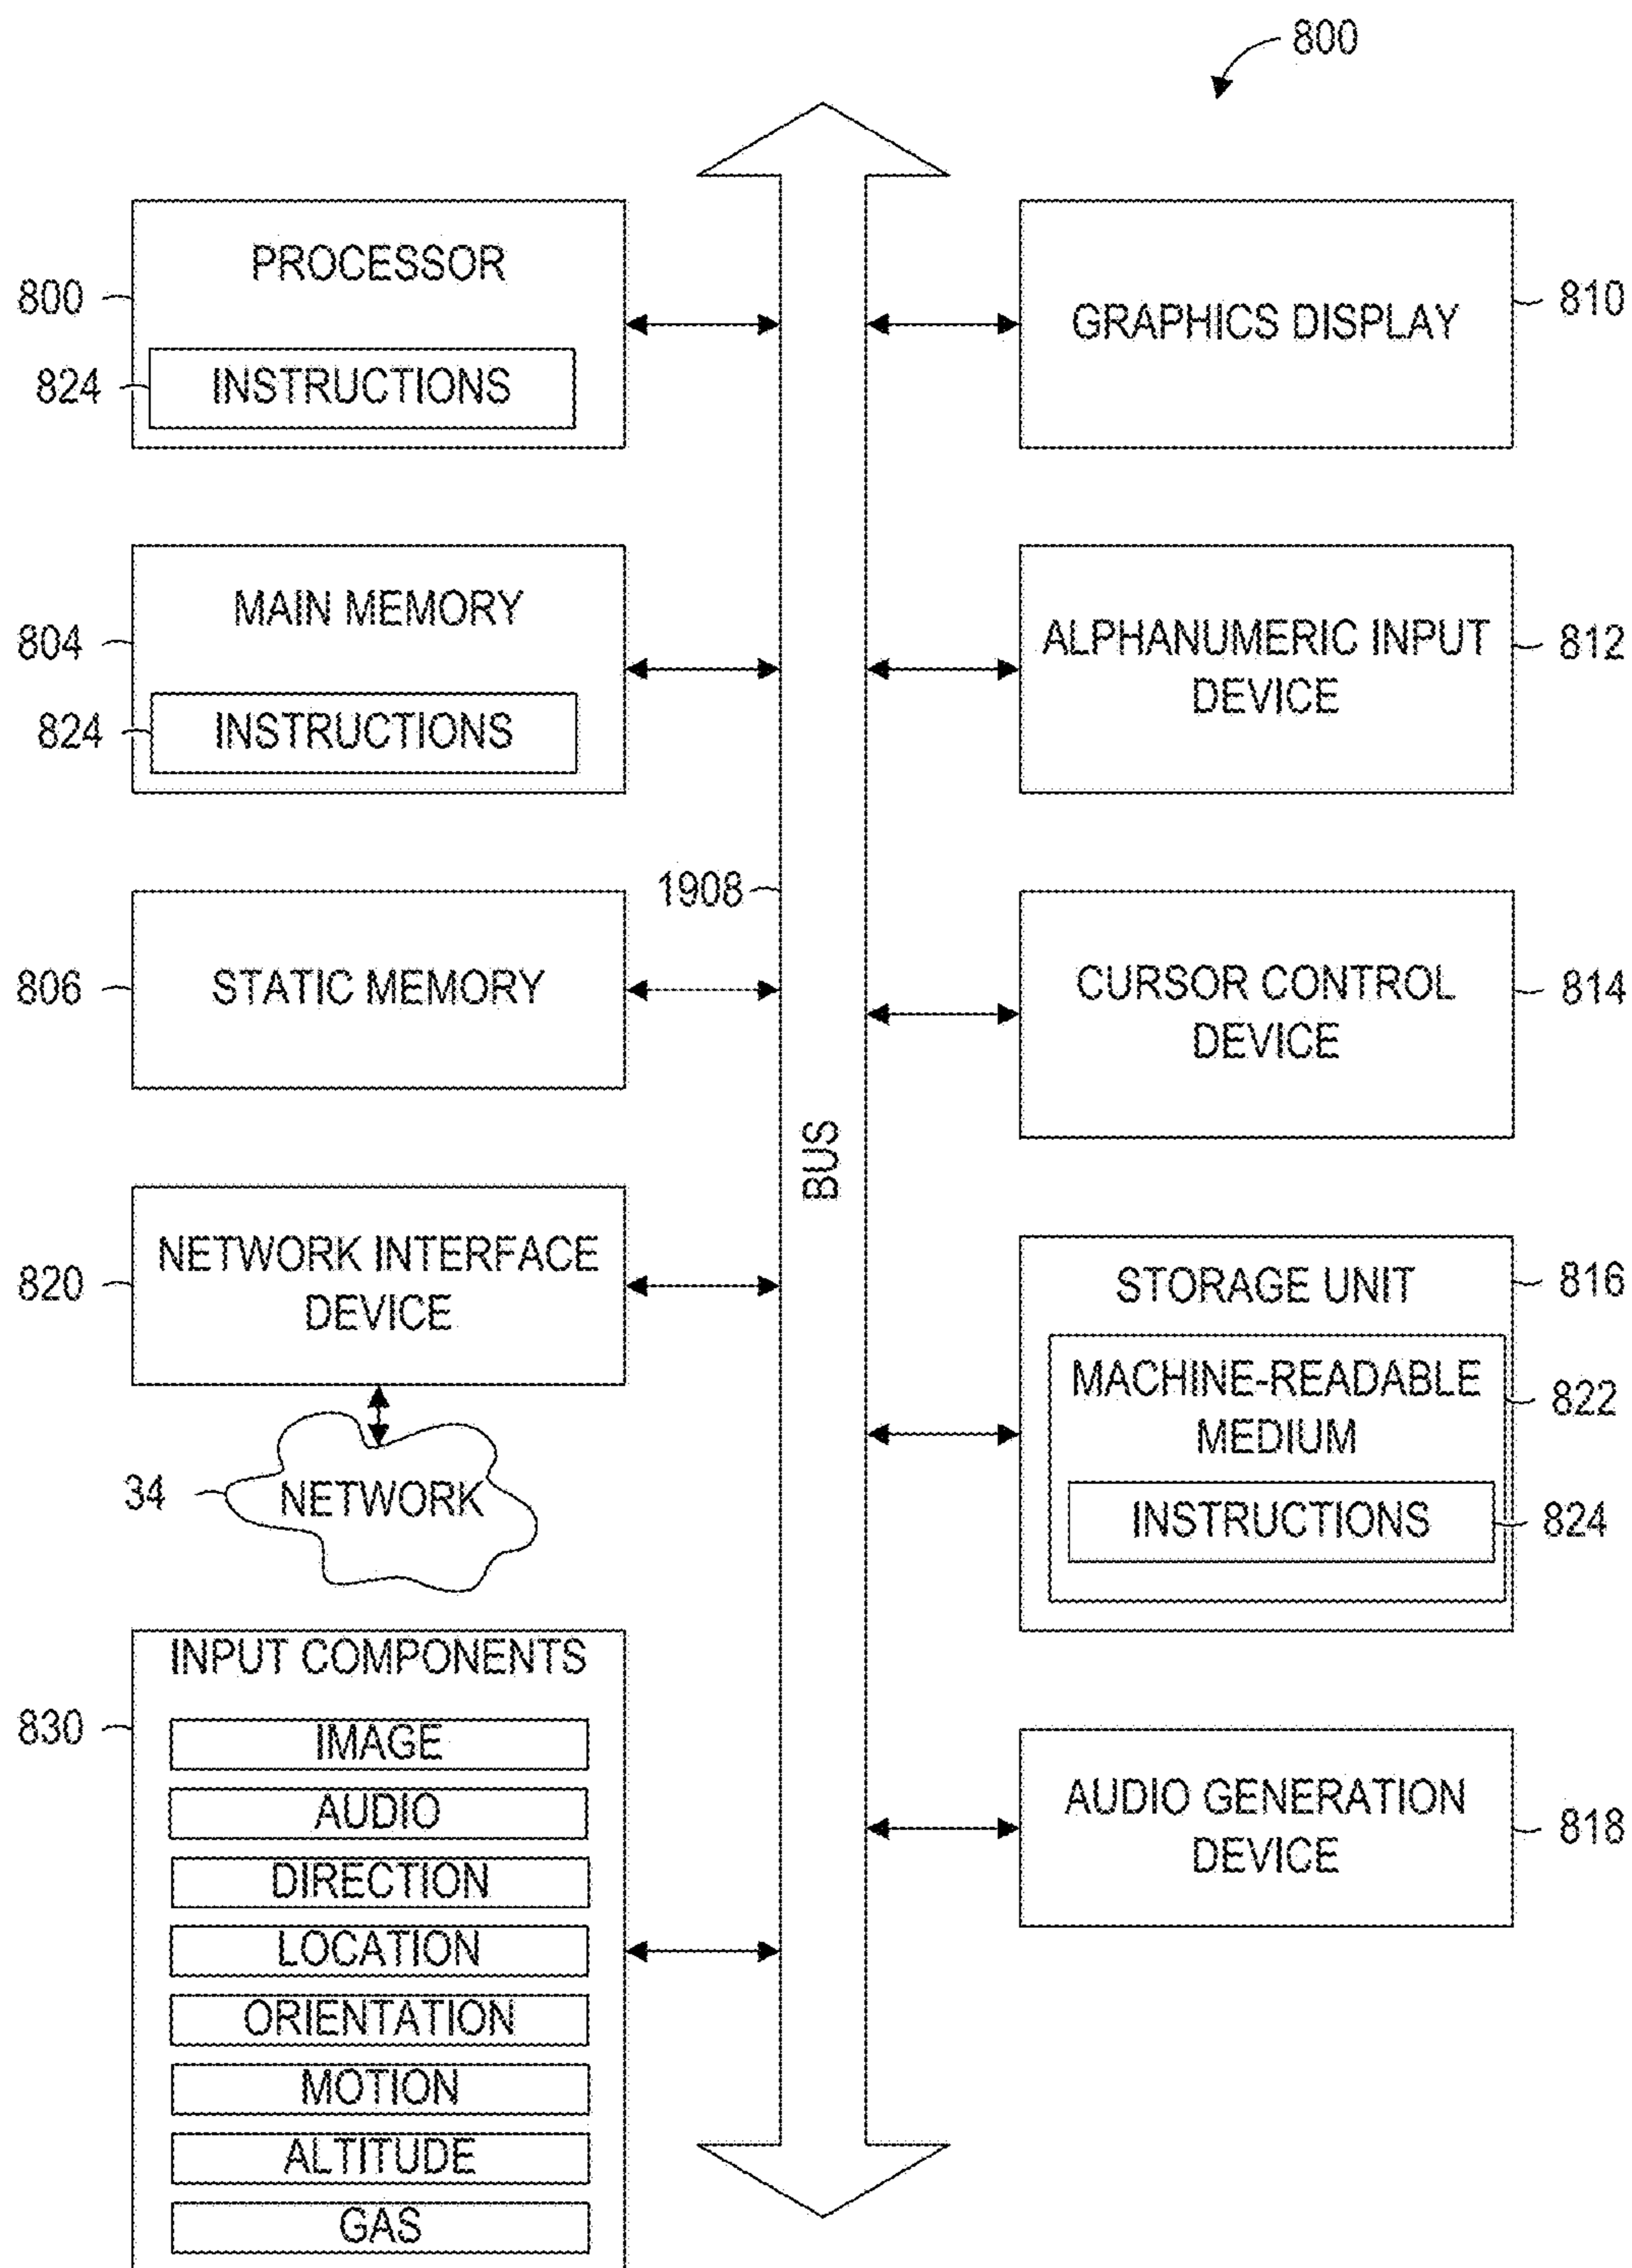 800
PROCESSOR
800
824
INSTRUCTIONS
MAIN MEMORY
804
824
INSTRUCTIONS
1908
806
STATIC MEMORY
BUS
NETWORK INTERFACE
DEVICE
820
34
NETWORK
INPUT COMPONENTS
830
IMAGE
AUDIO
DIRECTION
LOCATION
ORIENTATION
MOTION
ALTITUDE
GAS
GRAPHICS DISPLAY
810
ALPHANUMERIC INPUT
DEVICE
812
CURSOR CONTROL
DEVICE
814
STORAGE UNIT
816
MACHINE-READABLE
MEDIUM
822
INSTRUCTIONS
824
AUDIO GENERATION
DEVICE
818